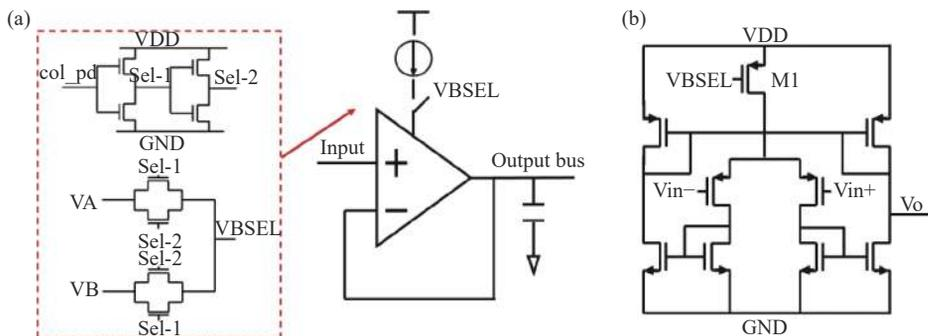 (a)
VDD
col_pd
Sel-1
Sel-2
GND
Sel-1
VA
Sel-2
VBSEL
Sel-2
VB
Sel-1
VBSEL
Input
+
−
Output bus
(b)
VDD
VBSEL
M1
Vin−
Vin+
Vo
GND